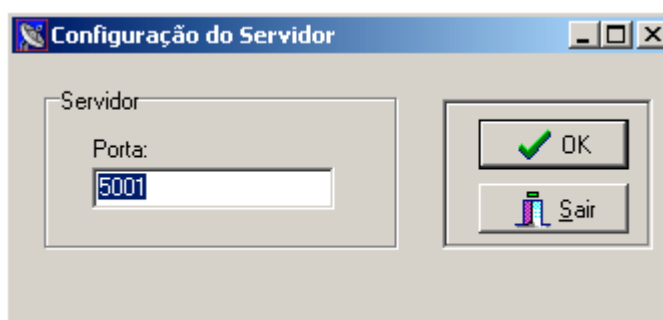 Configuração do Servidor
Servidor
Porta:
5001
OK
Sair